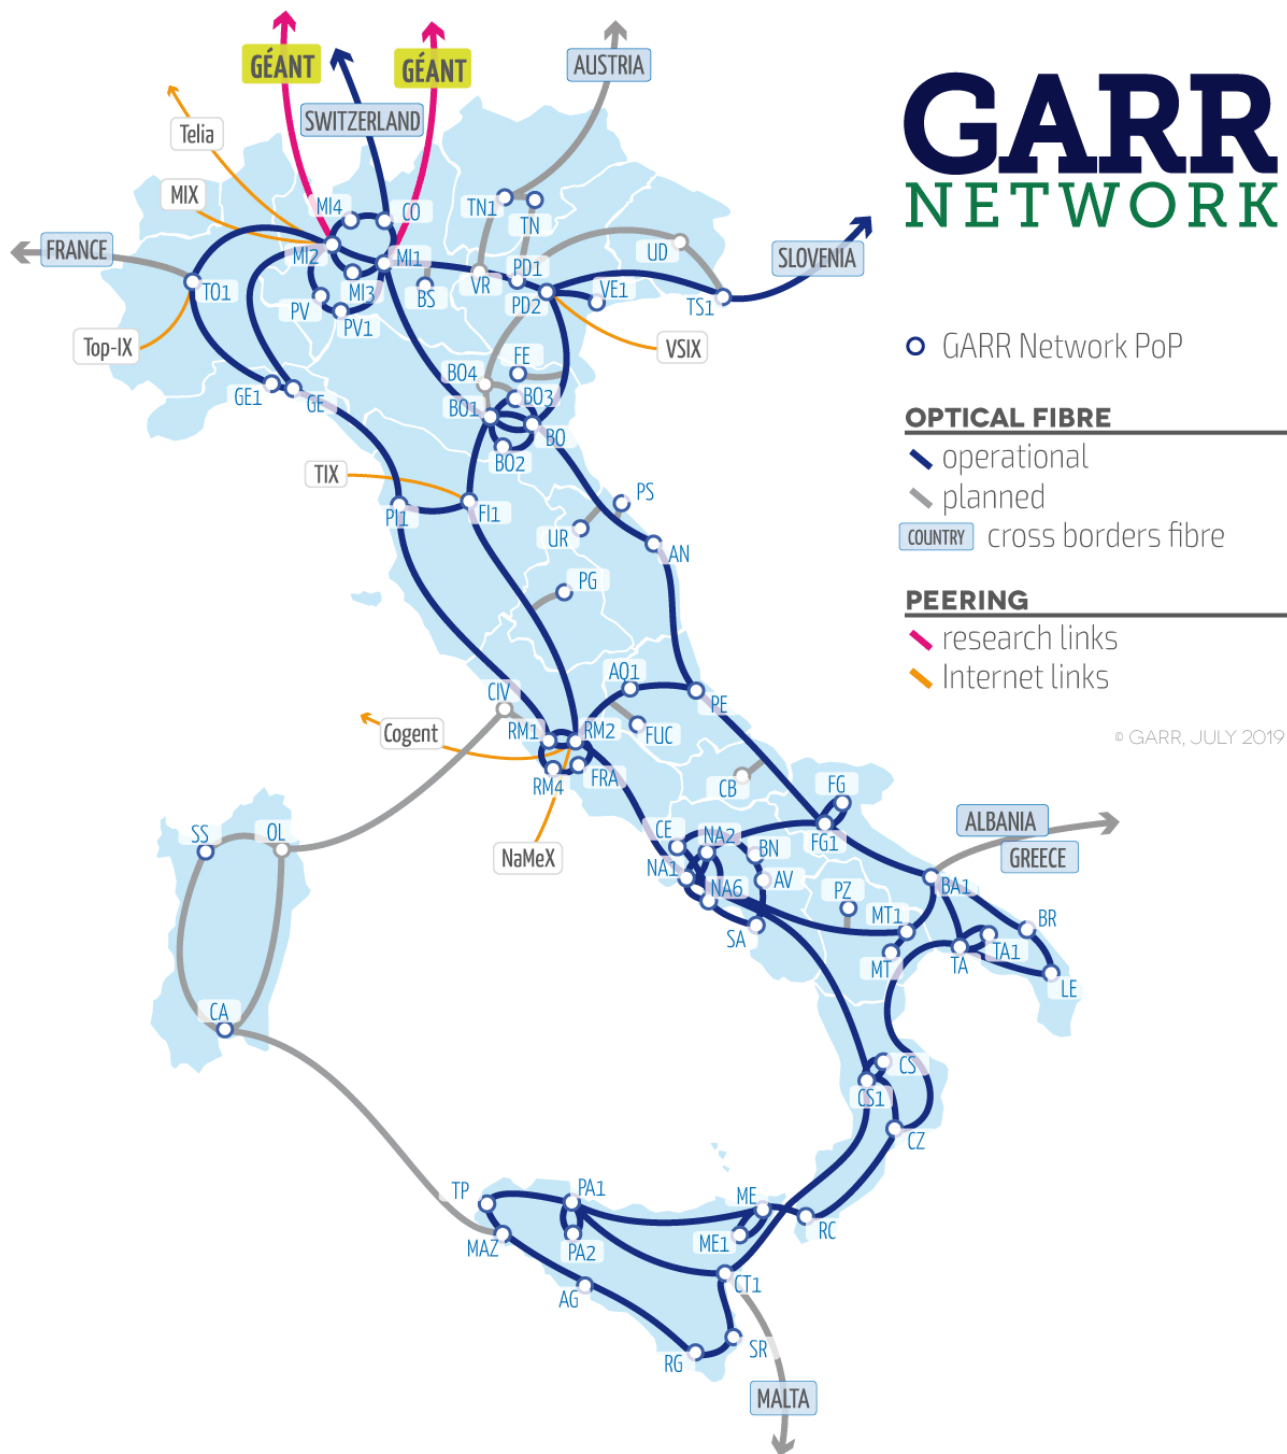 GÉANT
GÉANT
AUSTRIA
SWITZERLAND
Telia
MIX
FRANCE
Top-IX
MI4
CO
MI2
MI1
MI3
TO1
PV
PV1
BS
TN1
TN
VR
PD1
PD2
VE1
UD
TS1
SLOVENIA
VSIX
GE1
GE
BO4
FE
BO3
BO1
BO
BO2
TIX
PI1
FI1
PS
UR
AN
PG
AQ1
PE
CIV
RM1
RM2
FUC
Cogent
RM4
FRA
NaMeX
CB
FG
FG1
CE
NA2
BN
NA1
NA6
AV
SA
PZ
MT1
MT
BA1
BR
TA
TA1
LE
ALBANIA
GREECE
SS
OL
CA
CS
CS1
CZ
TP
PA1
ME
RC
MAZ
PA2
ME1
CT1
AG
RG
SR
MALTA
GARR
NETWORK
GARR Network PoP
OPTICAL FIBRE
operational
planned
COUNTRY cross borders fibre
PEERING
research links
Internet links
© GARR, JULY 2019